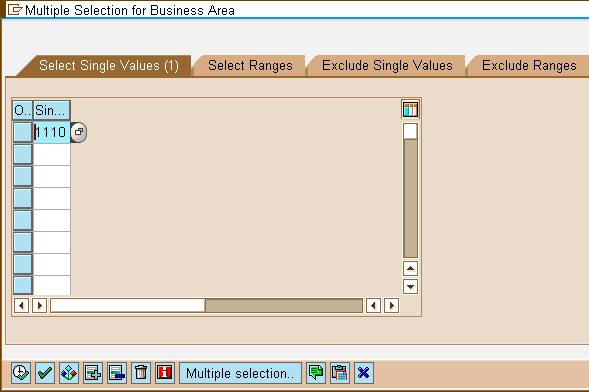 Multiple Selection for Business Area
Select Single Values (1) Select Ranges Exclude Single Values Exclude Ranges
O.. Sin...
1110
Multiple selection..